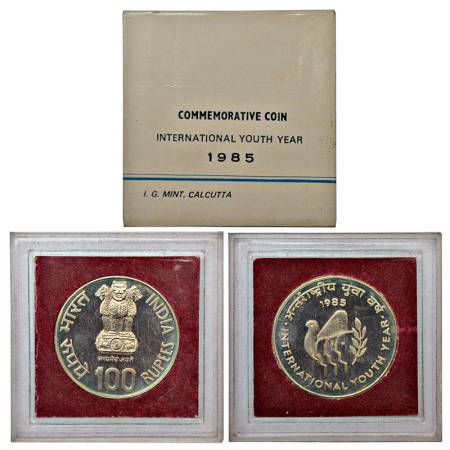 COMMEMORATIVE COIN
INTERNATIONAL YOUTH YEAR
1985
I. G. MINT, CALCUTTA
भारत
INDIA
सत्यमेव जयते
रुपये
100
RUPEES
अन्तर्राष्ट्रीय युवा वर्ष
1985
INTERNATIONAL YOUTH YEAR